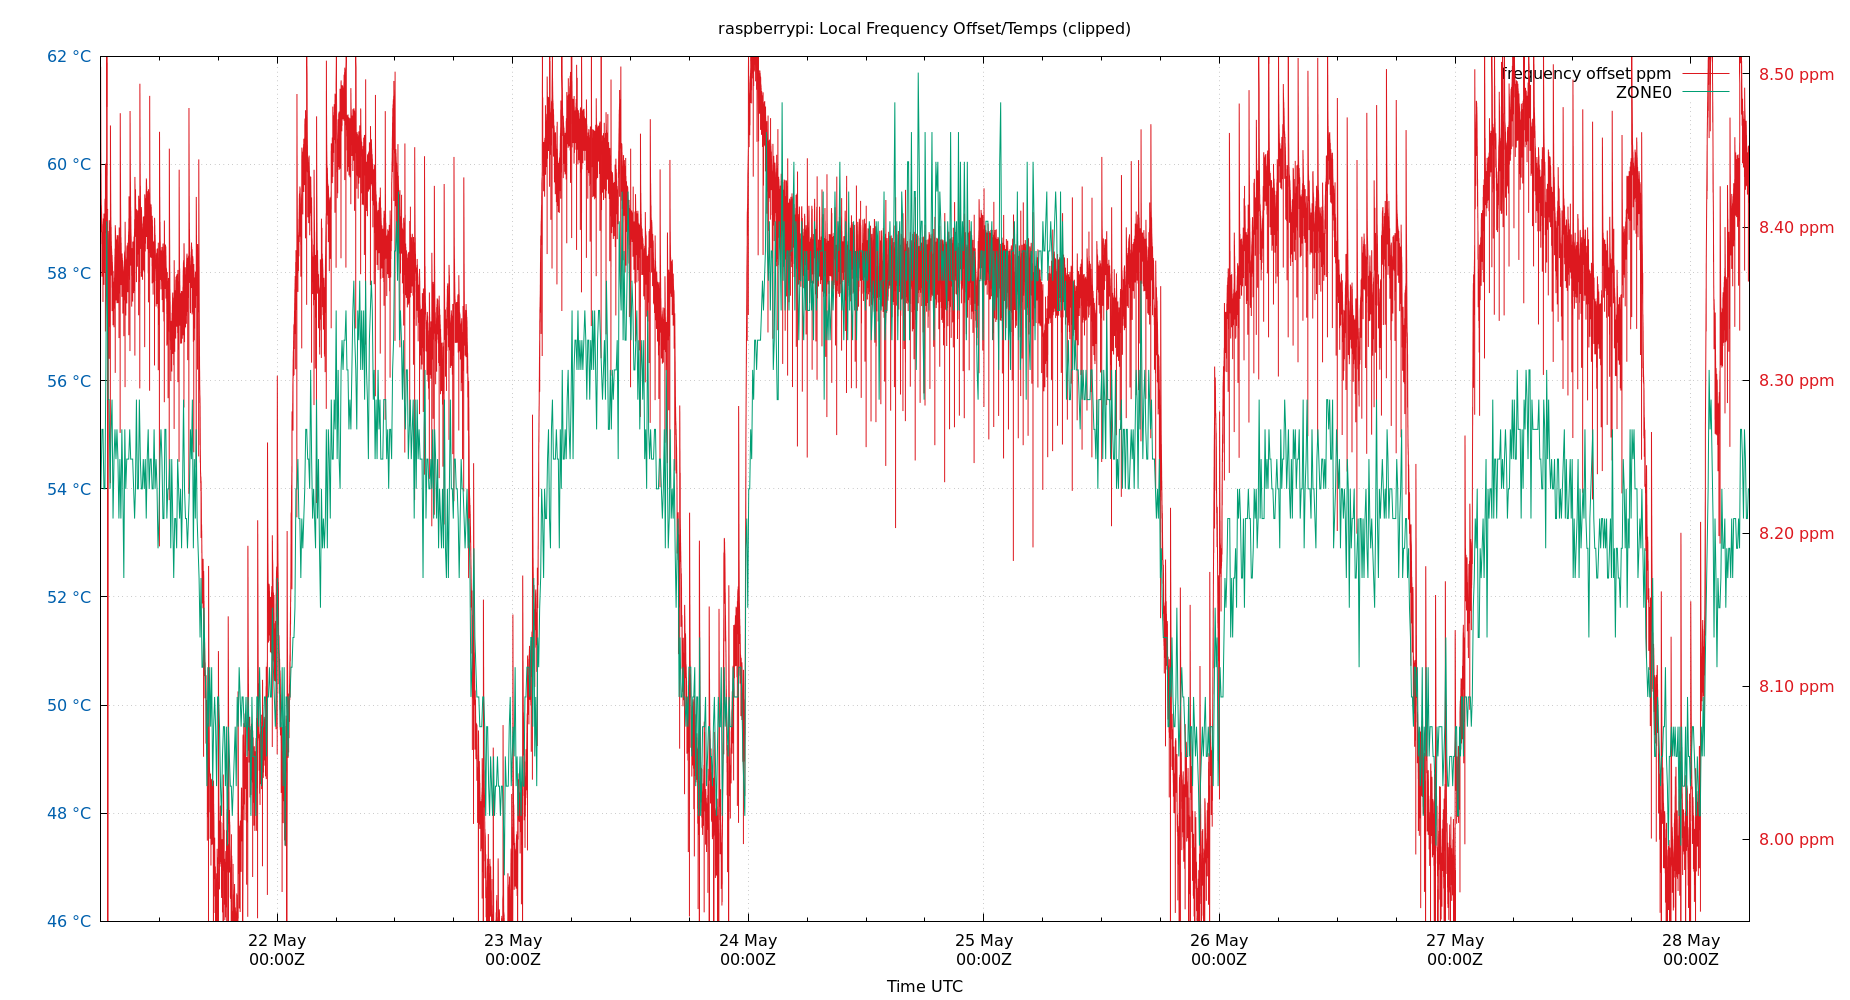 raspberrypi: Local Frequency Offset/Temps (clipped)
62 °C
60 °C
58 °C
56 °C
54 °C
52 °C
50 °C
48 °C
46 °C
frequency offset ppm
ZONE0
8.50 ppm
8.40 ppm
8.30 ppm
8.20 ppm
8.10 ppm
8.00 ppm
22 May 23 May 24 May 25 May 26 May 27 May 28 May
00:00Z 00:00Z 00:00Z 00:00Z 00:00Z 00:00Z 00:00Z
Time UTC